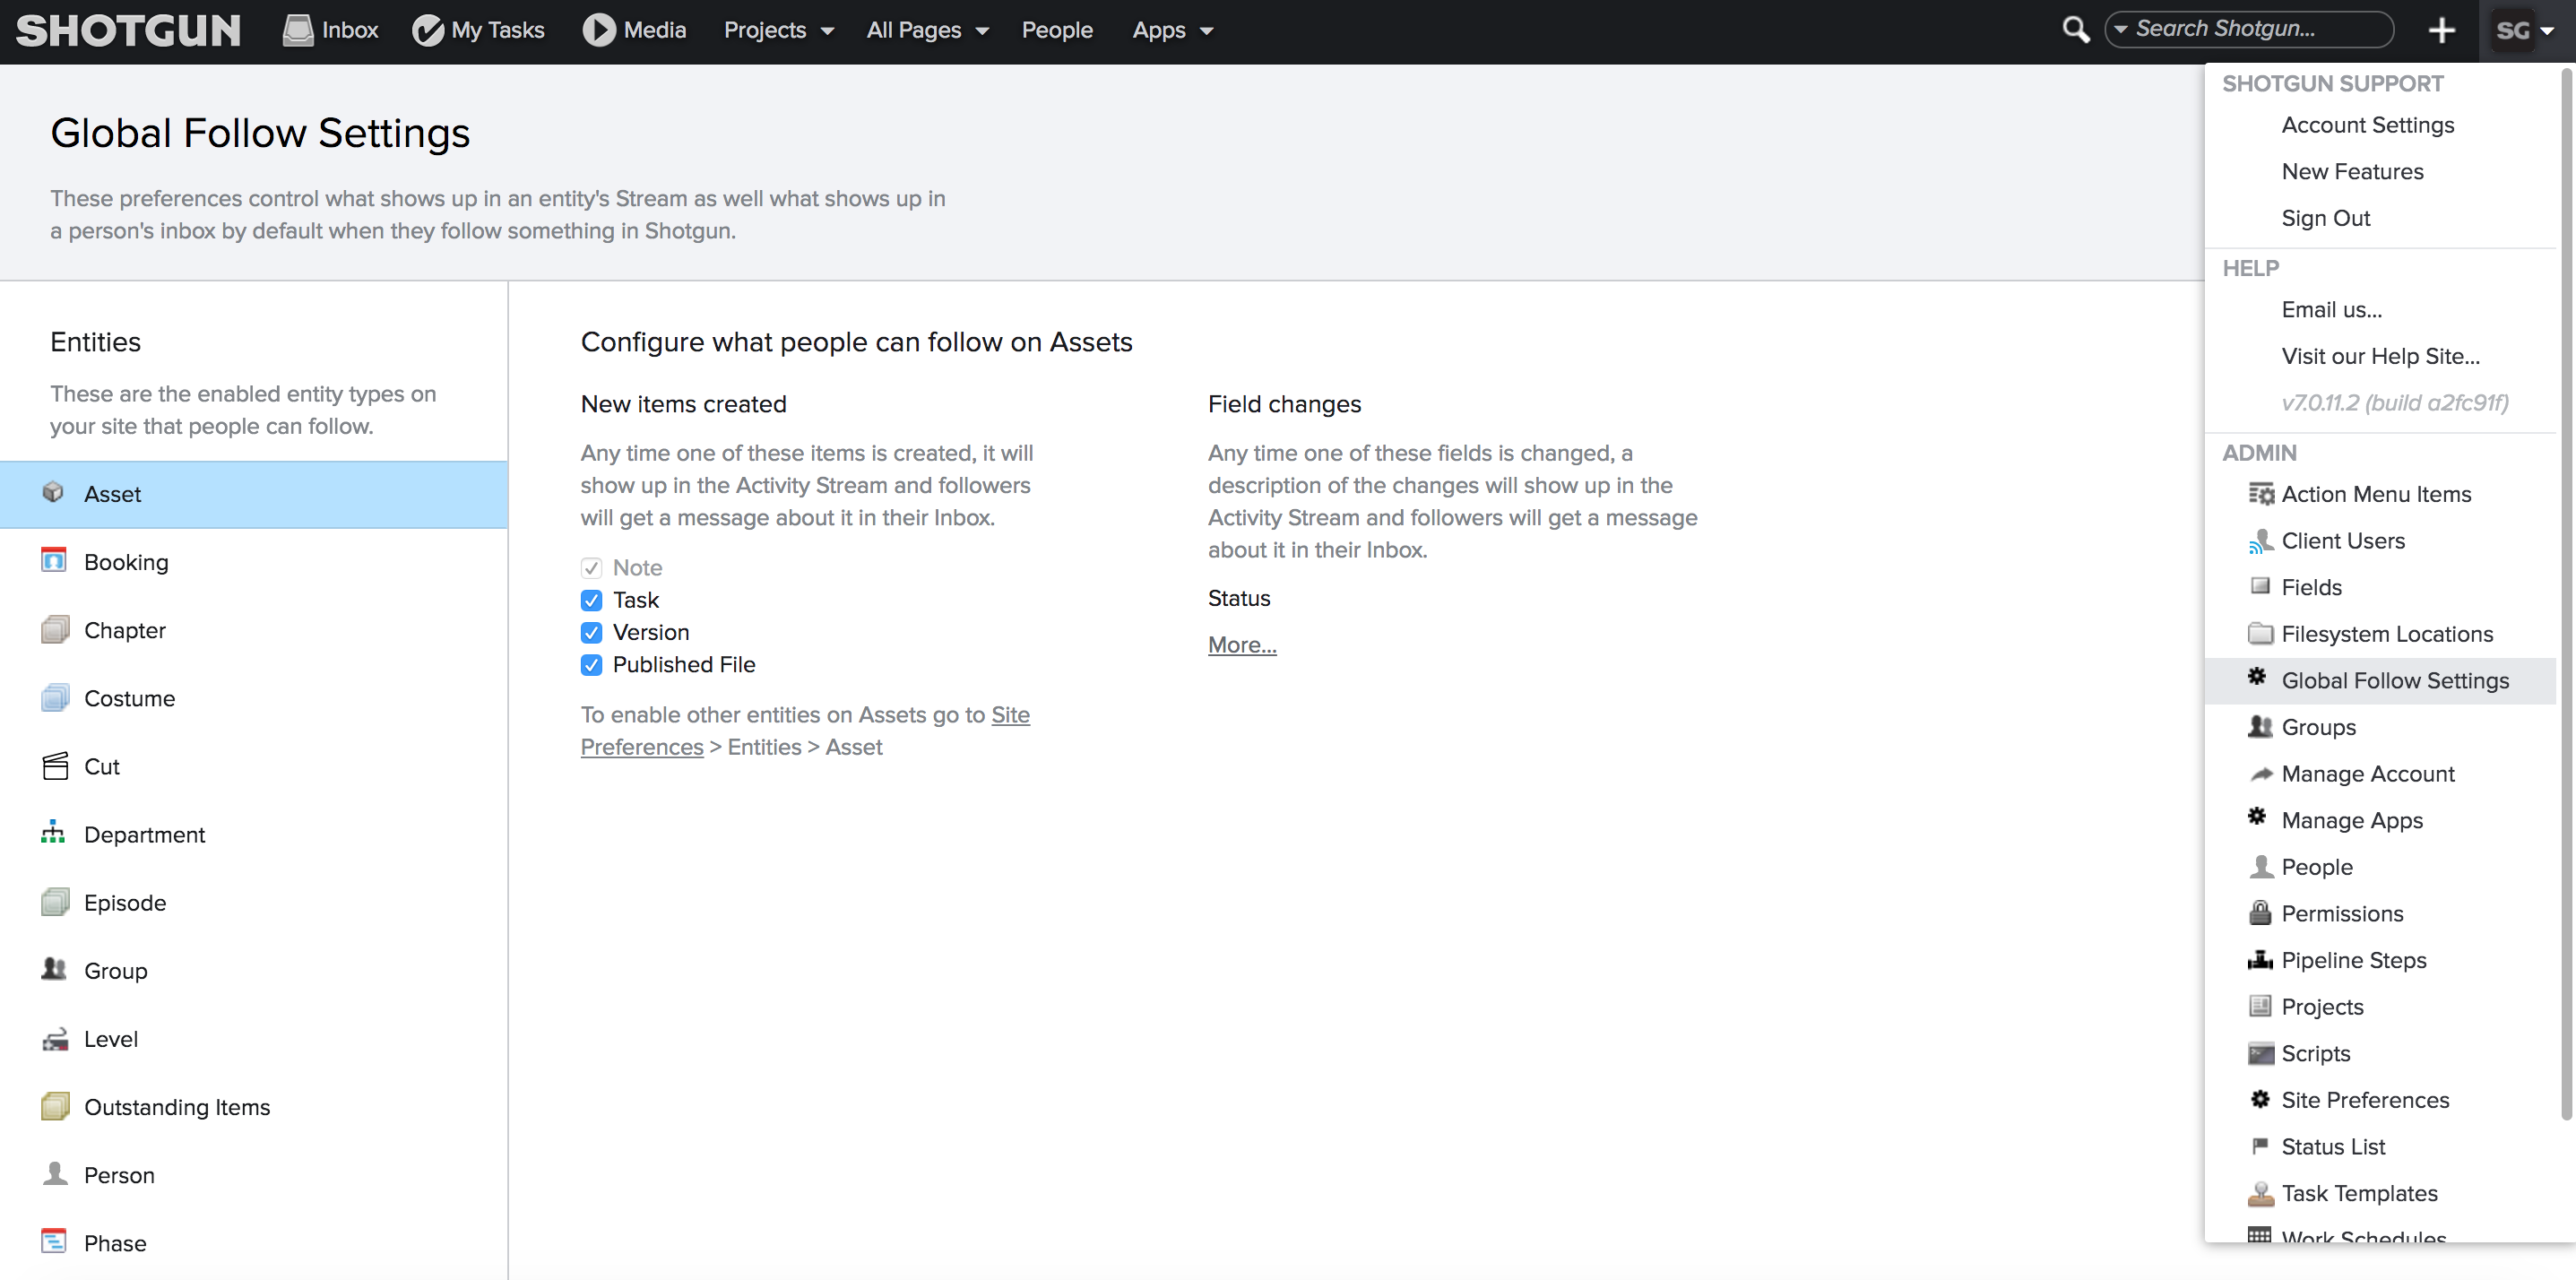 SHOTGUN Inbox My Tasks Media Projects All Pages People Apps Search Shotgun... SG
Global Follow Settings
These preferences control what shows up in an entity's Stream as well what shows up in
a person's inbox by default when they follow something in Shotgun.
Entities
These are the enabled entity types on
your site that people can follow.
Asset
Booking
Chapter
Costume
Cut
Department
Episode
Group
Level
Outstanding Items
Person
Phase
Configure what people can follow on Assets
New items created
Any time one of these items is created, it will
show up in the Activity Stream and followers
will get a message about it in their Inbox.
Note
Task
Version
Published File
To enable other entities on Assets go to Site
Preferences > Entities > Asset
Field changes
Any time one of these fields is changed, a
description of the changes will show up in the
Activity Stream and followers will get a message
about it in their Inbox.
Status
More...
SHOTGUN SUPPORT
Account Settings
New Features
Sign Out
HELP
Email us...
Visit our Help Site...
v7.0.11.2 (build a2fc91f)
ADMIN
Action Menu Items
Client Users
Fields
Filesystem Locations
Global Follow Settings
Groups
Manage Account
Manage Apps
People
Permissions
Pipeline Steps
Projects
Scripts
Site Preferences
Status List
Task Templates
Work Schedules